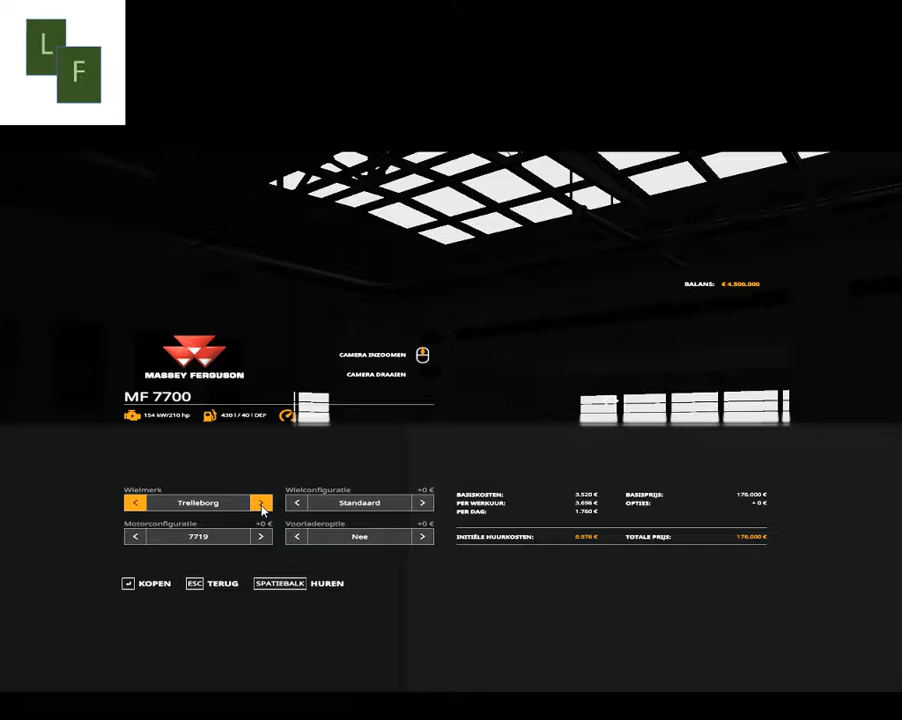 L
F
BALANS: € 4.500.000
CAMERA INZOOMEN
MASSEY FERGUSON
CAMERA DRAAIEN
MF 7700
154 kW/210 hp 430 l / 40 l DEF
Wielmerk +0 €
< Trelleborg >
Wielconfiguratie +0 €
< Standaard >
Motorconfiguratie +0 €
< 7719 >
Voorladeroptie +0 €
< Nee >
BASISKOSTEN: 3.520 €
PER WERKUUR: 3.696 €
PER DAG: 1.760 €
BASISPRIJS: 176.000 €
OPTIES: + 0 €
INITIËLE HUURKOSTEN: 8.976 €
TOTALE PRIJS: 176.000 €
KOPEN ESC TERUG SPATIEBALK HUREN